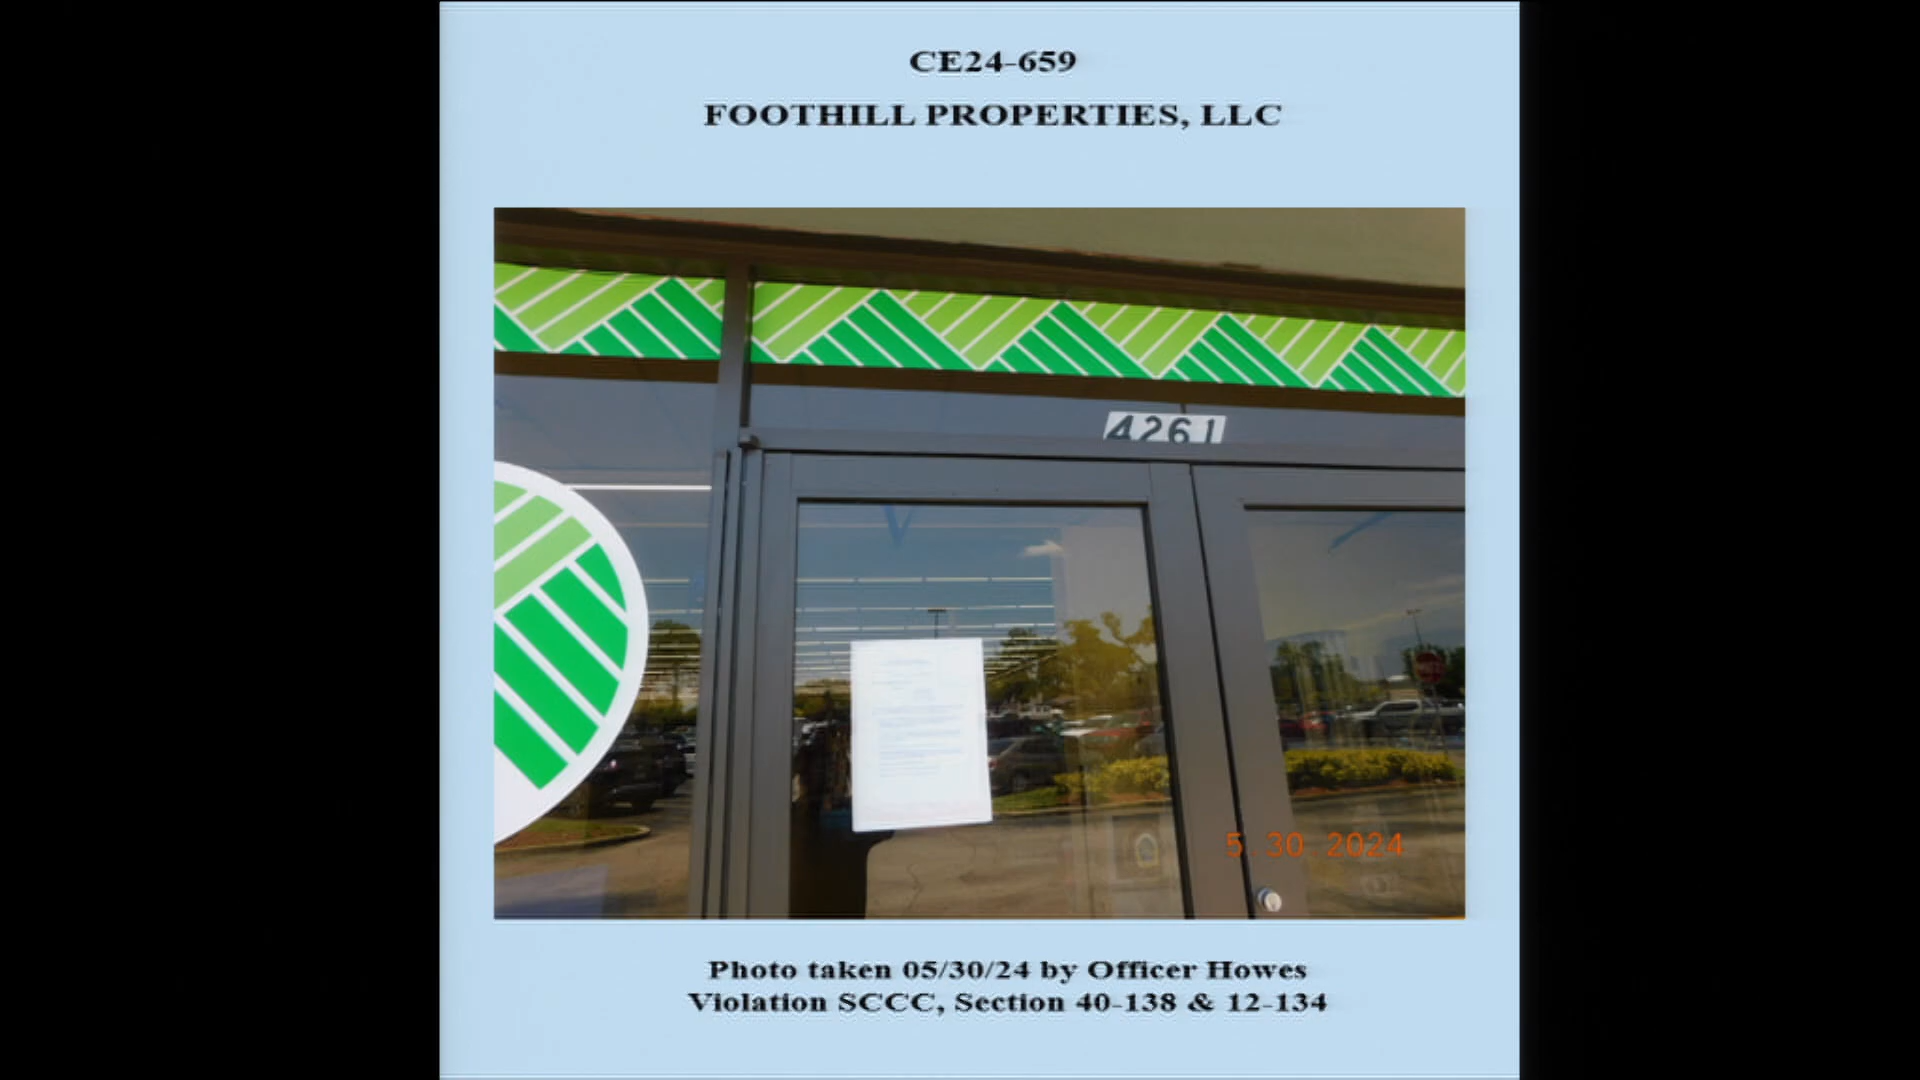 CE24-659
FOOTHILL PROPERTIES, LLC
4261
5 30 2024
Photo taken 05/30/24 by Officer Howes
Violation SCCC, Section 40-138 & 12-134